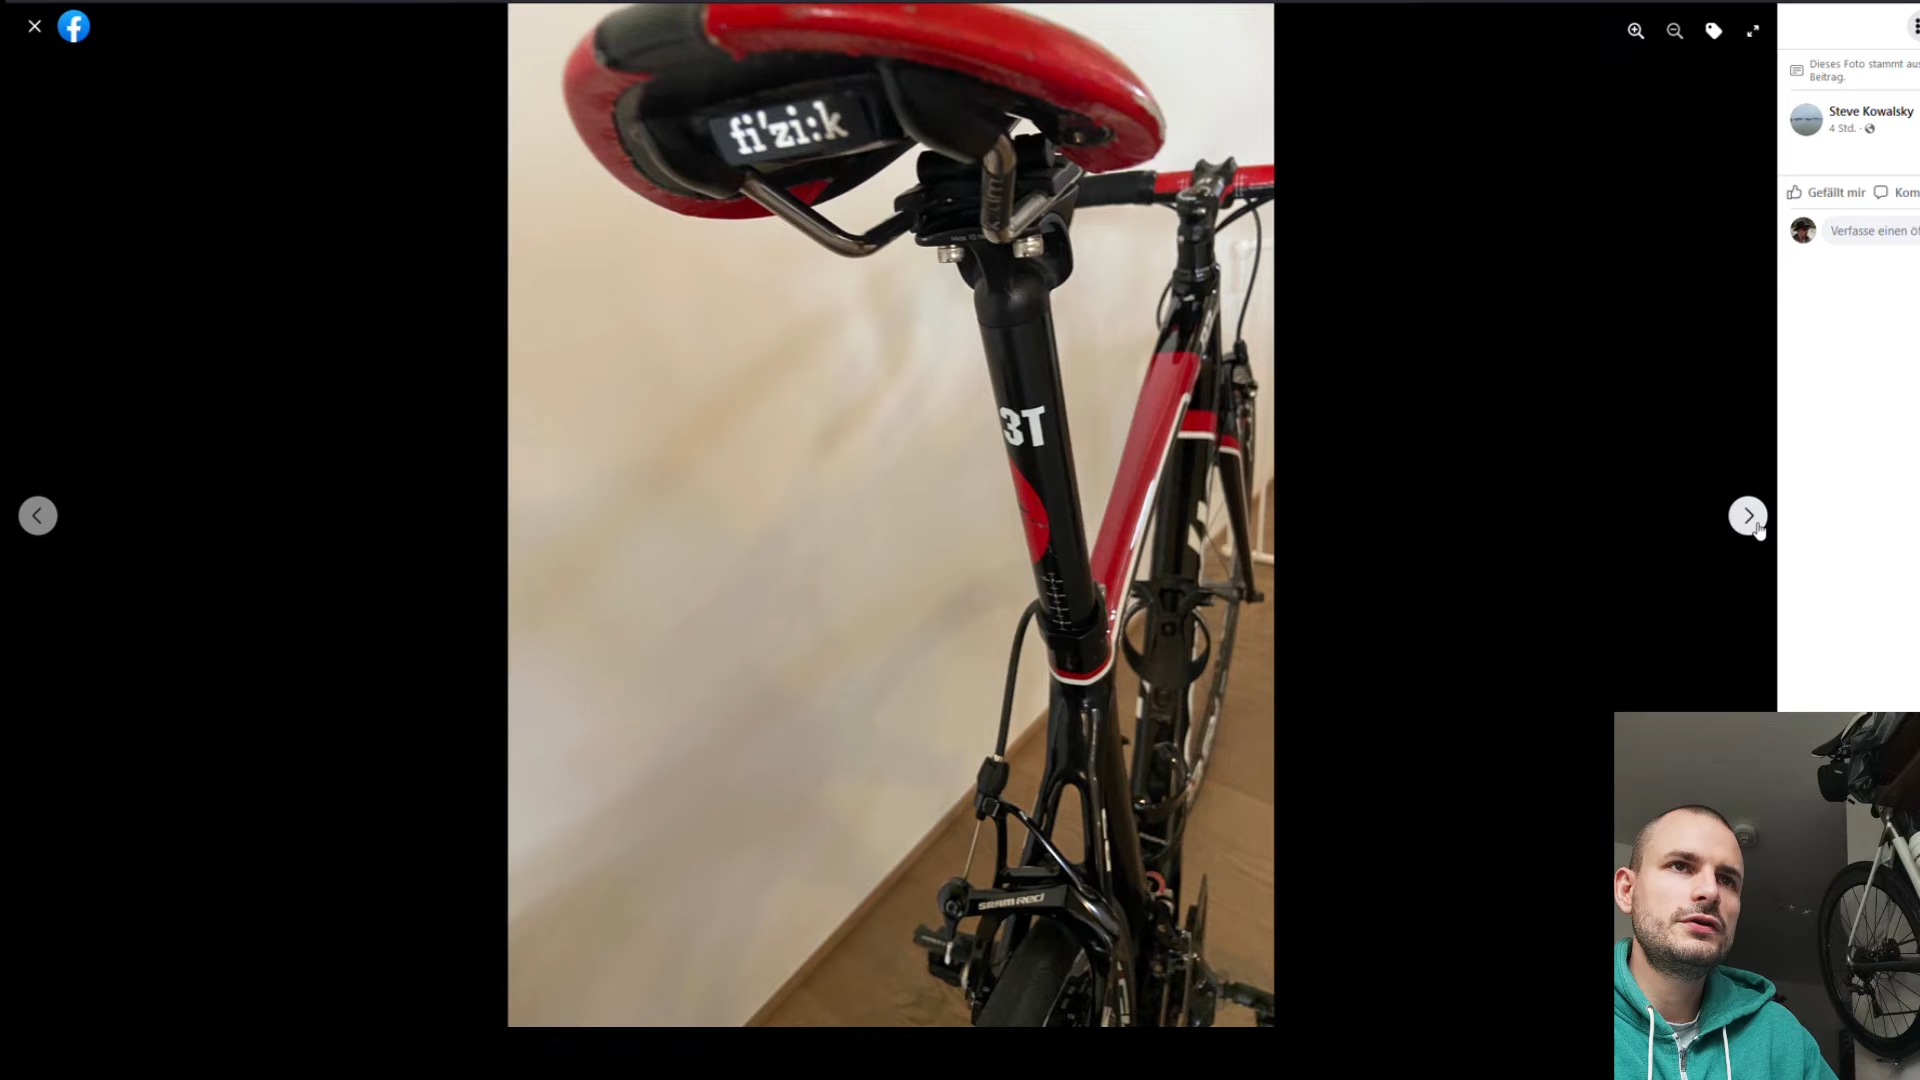 fi'zi:k
3T
SRAM RED
Dieses Foto stammt aus
Beitrag.
Steve Kowalsky
4 Std. ·
Gefällt mir
Kom
Verfasse einen öf